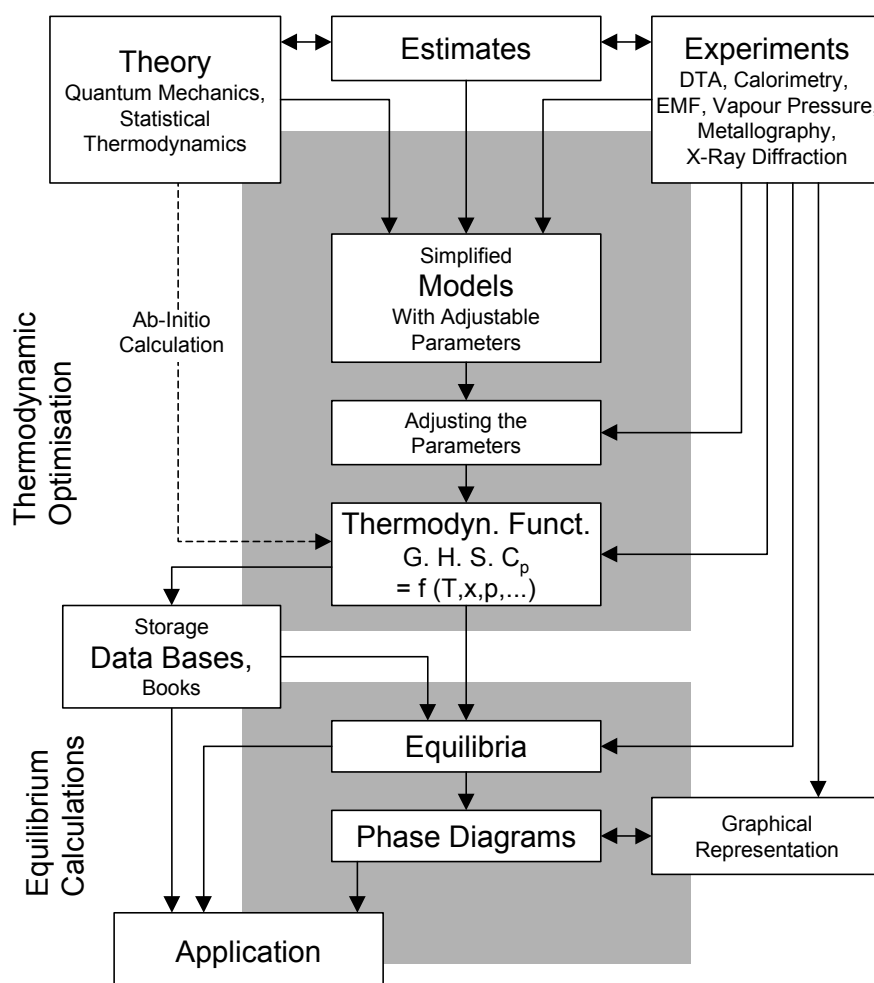 Theory
Quantum Mechanics,
Statistical
Thermodynamics
Estimates
Experiments
DTA, Calorimetry,
EMF, Vapour Pressure,
Metallography,
X-Ray Diffraction
Simplified
Models
With Adjustable
Parameters
Ab-Initio
Calculation
Thermodynamic
Optimisation
Adjusting the
Parameters
Thermodyn. Funct.
G. H. S. Cp
= f (T,x,p,...)
Storage
Data Bases,
Books
Equilibrium
Calculations
Equilibria
Phase Diagrams
Graphical
Representation
Application